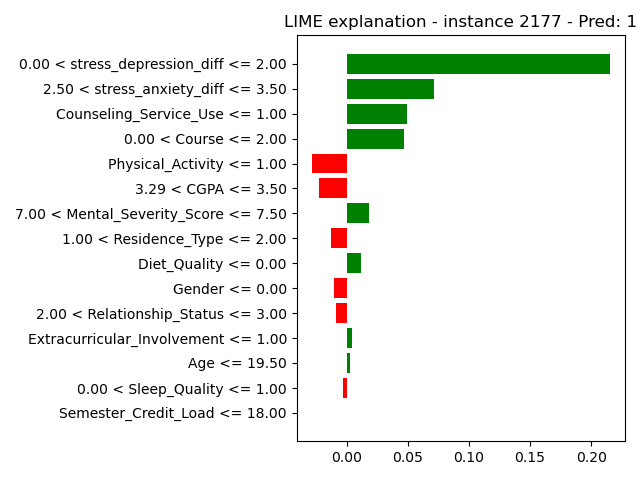 LIME explanation - instance 2177 - Pred: 1
0.00 < stress_depression_diff <= 2.00
2.50 < stress_anxiety_diff <= 3.50
Counseling_Service_Use <= 1.00
0.00 < Course <= 2.00
Physical_Activity <= 1.00
3.29 < CGPA <= 3.50
7.00 < Mental_Severity_Score <= 7.50
1.00 < Residence_Type <= 2.00
Diet_Quality <= 0.00
Gender <= 0.00
2.00 < Relationship_Status <= 3.00
Extracurricular_Involvement <= 1.00
Age <= 19.50
0.00 < Sleep_Quality <= 1.00
Semester_Credit_Load <= 18.00
0.00 0.05 0.10 0.15 0.20